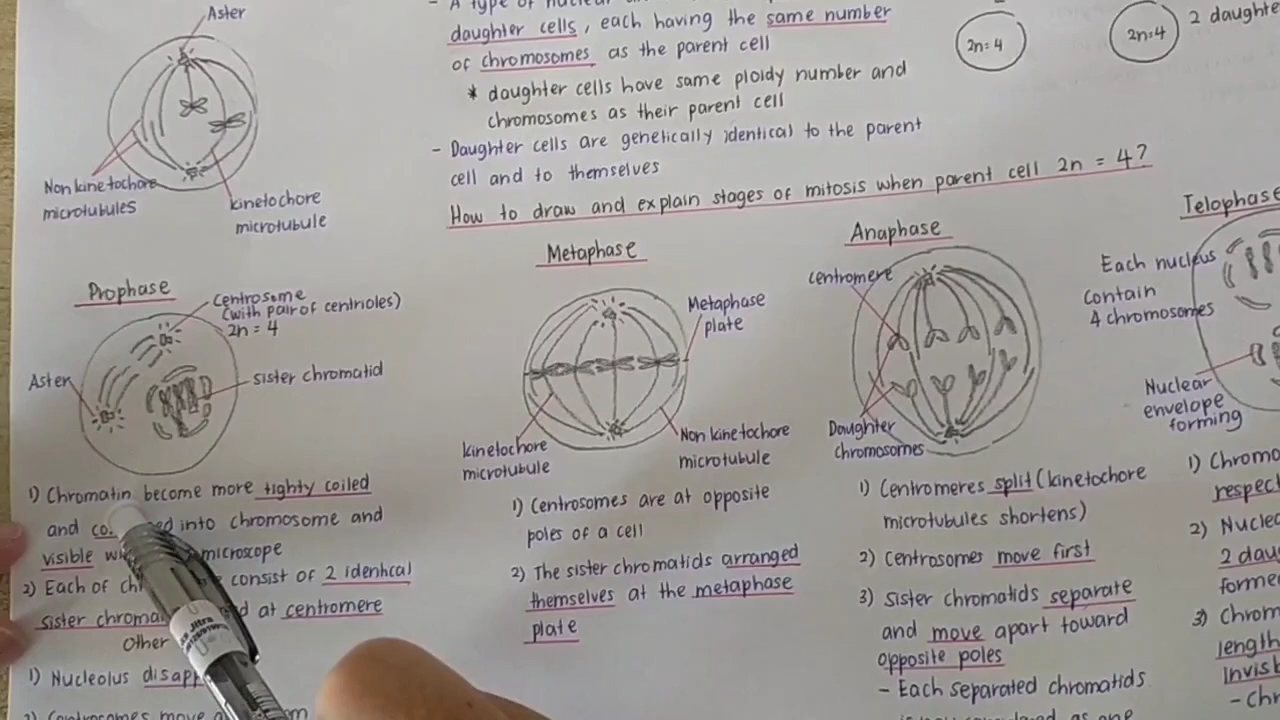 Aster
Non kinetochore
microtubules
kinetochore
microtubule
daughter cells, each having the same number
of chromosomes as the parent cell
* daughter cells have same ploidy number and
chromosomes as their parent cell
- Daughter cells are genetically identical to the parent
cell and to themselves
2n=4
2n=4
2 daughte
How to draw and explain stages of mitosis when parent cell 2n = 4?
Prophase
Centrosome
(with pair of centrioles)
2n = 4
Aster
sister chromatid
1) Chromatin become more tighty coiled
and into chromosome and
visible microscope
2) Each of consist of 2 identical
sister at centromere
Other
1) Nucleolus
Metaphase
Metaphase
plate
kinetochore
microtubule
Non kinetochore
microtubule
1) Centrosomes are at opposite
poles of a cell
2) The sister chromatids arranged
themselves at the metaphase
plate
Anaphase
centromere
Daughter
chromosomes
1) Centromeres split (kinetochore
microtubules shortens)
2) Centrosomes move first
3) Sister chromatids separate
and move apart toward
opposite poles
- Each separated chromatids
as one
Telophase
Each nucleus
contain
4 chromosomes
Nuclear
envelope
forming
1) Chromo
respec
2) Nucle
2 dau
forme
3) Chrom
length
invisi
- Chr